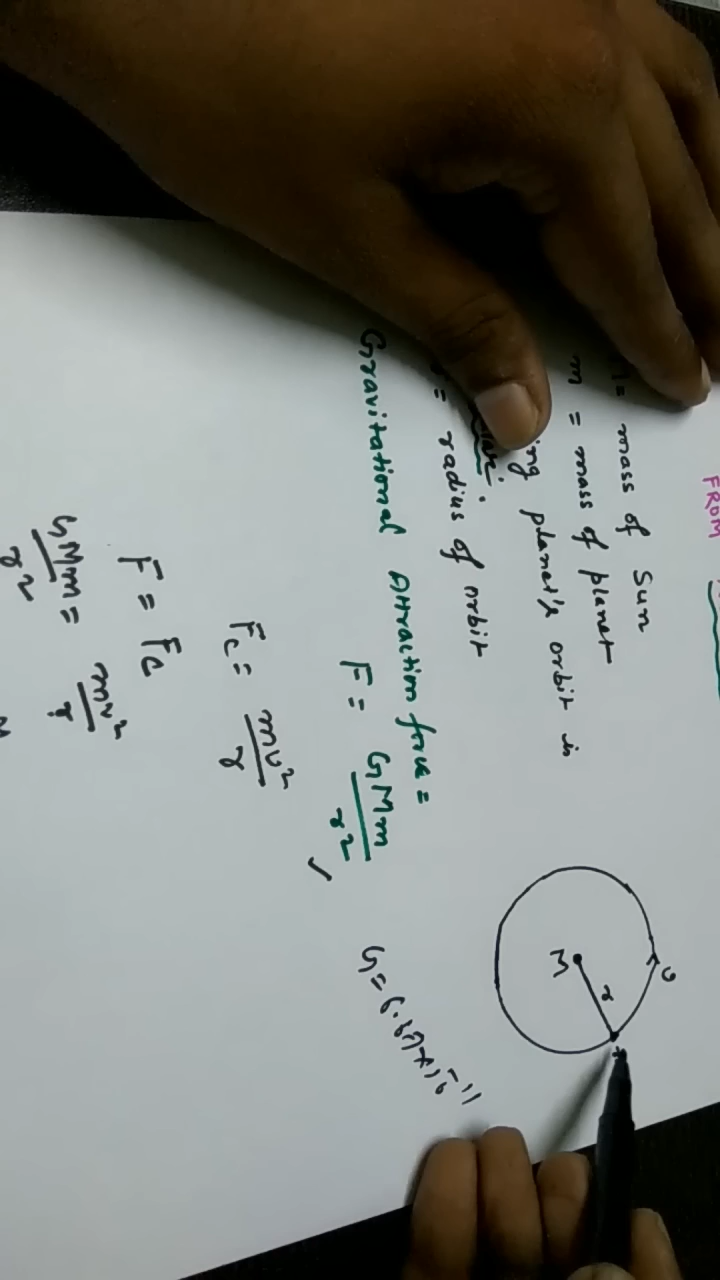 FROM
= mass of Sun
m = mass of planet
ing planet's orbit is
= radius of orbit
Gravitational Attraction force =
F = GMm/r²
Fc = mv²/r
F = Fc
GMm/r² = mv²/r
M
r
v
G = 6.67×10⁻¹¹